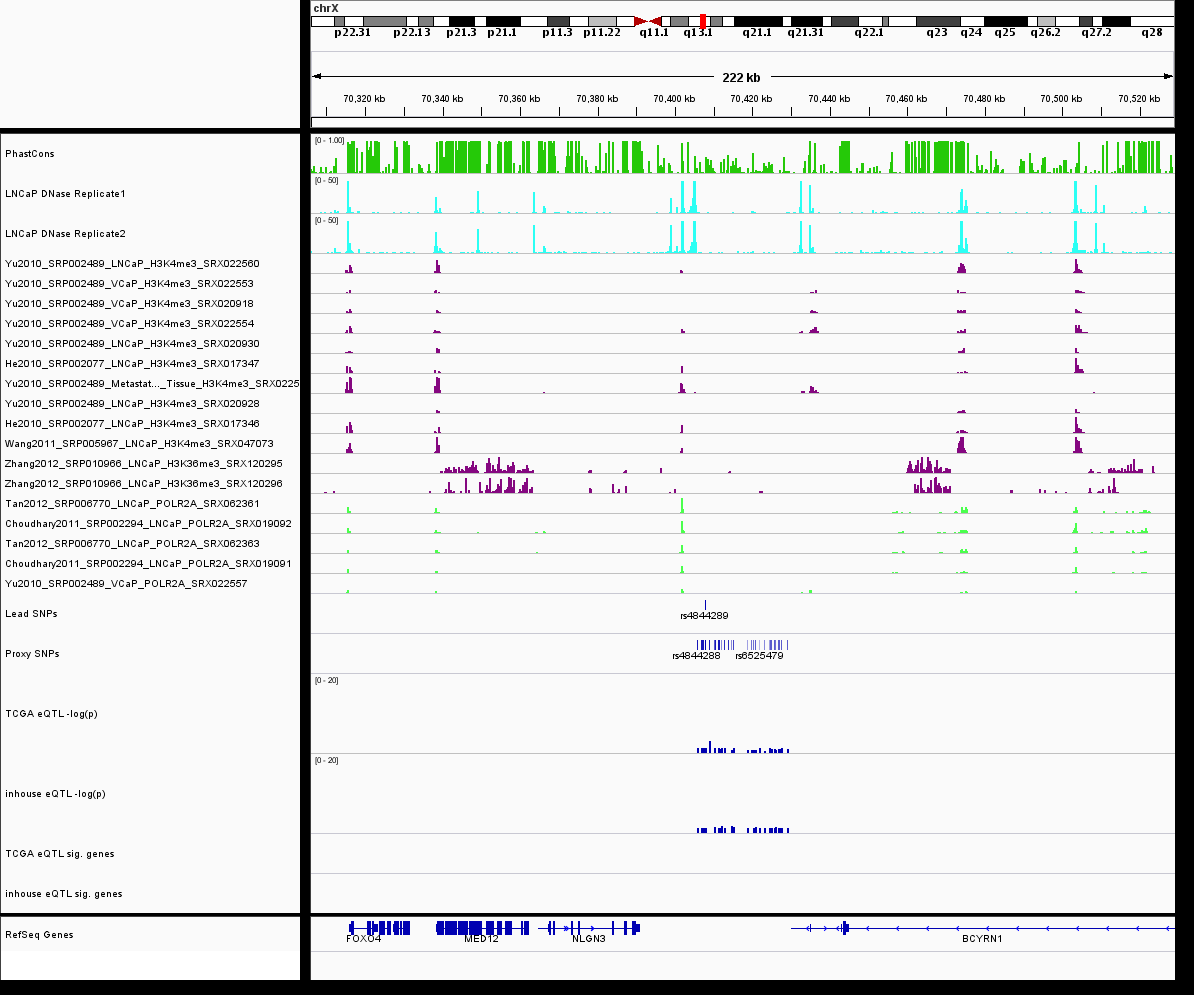 chrX
p22.31 p22.13 p21.3 p21.1 p11.3 p11.22 q11.1 q13.1 q21.1 q21.31 q22.1 q23 q24 q25 q26.2 q27.2 q28
222 kb
70,320 kb 70,340 kb 70,360 kb 70,380 kb 70,400 kb 70,420 kb 70,440 kb 70,460 kb 70,480 kb 70,500 kb 70,520 kb
[0 - 1.00]
PhastCons
[0 - 50]
LNCaP DNase Replicate1
[0 - 50]
LNCaP DNase Replicate2
Yu2010_SRP002489_LNCaP_H3K4me3_SRX022560
Yu2010_SRP002489_VCaP_H3K4me3_SRX022553
Yu2010_SRP002489_VCaP_H3K4me3_SRX020918
Yu2010_SRP002489_VCaP_H3K4me3_SRX022554
Yu2010_SRP002489_LNCaP_H3K4me3_SRX020930
He2010_SRP002077_LNCaP_H3K4me3_SRX017347
Yu2010_SRP002489_Metastat..._Tissue_H3K4me3_SRX0225
Yu2010_SRP002489_LNCaP_H3K4me3_SRX020928
He2010_SRP002077_LNCaP_H3K4me3_SRX017346
Wang2011_SRP005967_LNCaP_H3K4me3_SRX047073
Zhang2012_SRP010966_LNCaP_H3K36me3_SRX120295
Zhang2012_SRP010966_LNCaP_H3K36me3_SRX120296
Tan2012_SRP006770_LNCaP_POLR2A_SRX062361
Choudhary2011_SRP002294_LNCaP_POLR2A_SRX019092
Tan2012_SRP006770_LNCaP_POLR2A_SRX062363
Choudhary2011_SRP002294_LNCaP_POLR2A_SRX019091
Yu2010_SRP002489_VCaP_POLR2A_SRX022557
Lead SNPs
rs4844289
Proxy SNPs
rs4844288 rs6525479
[0 - 20]
TCGA eQTL -log(p)
[0 - 20]
inhouse eQTL -log(p)
TCGA eQTL sig. genes
inhouse eQTL sig. genes
RefSeq Genes
FOXO4 MED12 NLGN3 BCYRN1